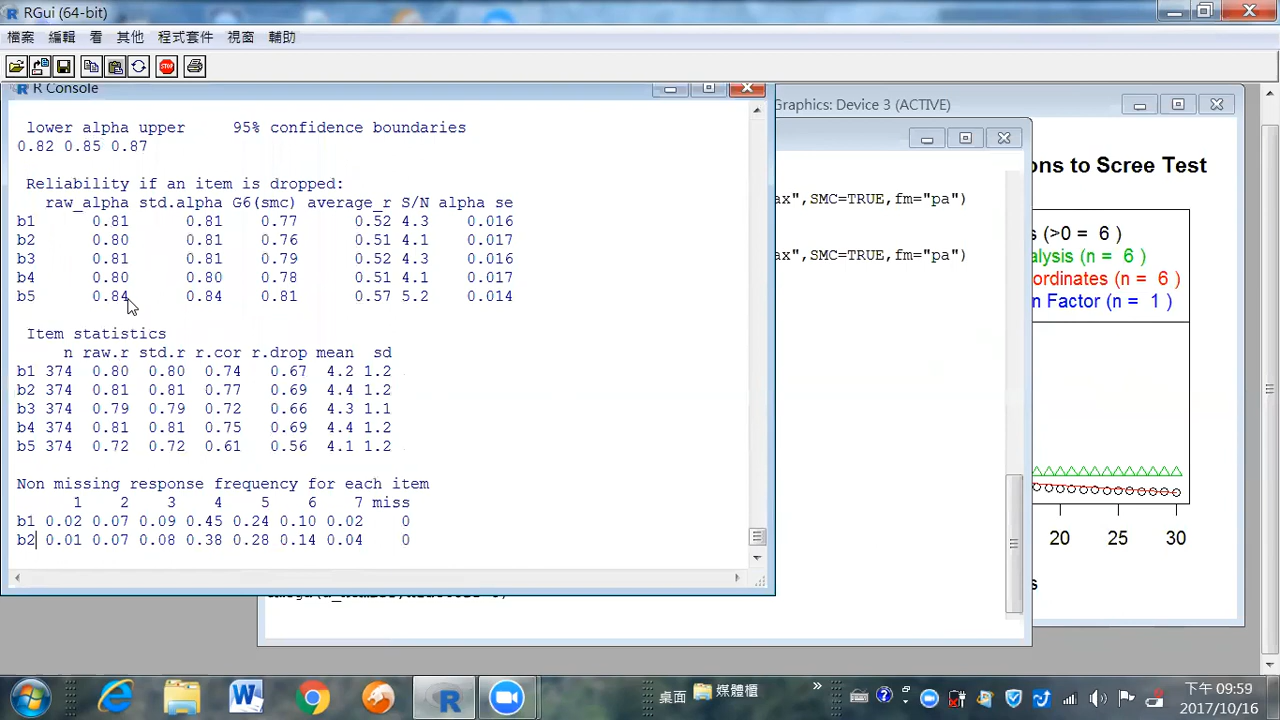 RGui (64-bit)
檔案 編輯 看 其他 程式套件 視窗 輔助
STOP
R Console
lower alpha upper 95% confidence boundaries
0.82 0.85 0.87
Reliability if an item is dropped:
raw_alpha std.alpha G6(smc) average_r S/N alpha se
b1 0.81 0.81 0.77 0.52 4.3 0.016
b2 0.80 0.81 0.76 0.51 4.1 0.017
b3 0.81 0.81 0.79 0.52 4.3 0.016
b4 0.80 0.80 0.78 0.51 4.1 0.017
b5 0.84 0.84 0.81 0.57 5.2 0.014
Item statistics
n raw.r std.r r.cor r.drop mean sd
b1 374 0.80 0.80 0.74 0.67 4.2 1.2
b2 374 0.81 0.81 0.77 0.69 4.4 1.2
b3 374 0.79 0.79 0.72 0.66 4.3 1.1
b4 374 0.81 0.81 0.75 0.69 4.4 1.2
b5 374 0.72 0.72 0.61 0.56 4.1 1.2
Non missing response frequency for each item
1 2 3 4 5 6 7 miss
b1 0.02 0.07 0.09 0.45 0.24 0.10 0.02 0
b2 0.01 0.07 0.08 0.38 0.28 0.14 0.04 0
ax",SMC=TRUE,fm="pa")
ax",SMC=TRUE,fm="pa")
Graphics: Device 3 (ACTIVE)
ons to Scree Test
s (>0 = 6 )
alysis (n = 6 )
oordinates (n = 6 )
n Factor (n = 1 )
20 25 30
s
桌面 媒體櫃 »
下午 09:59
2017/10/16